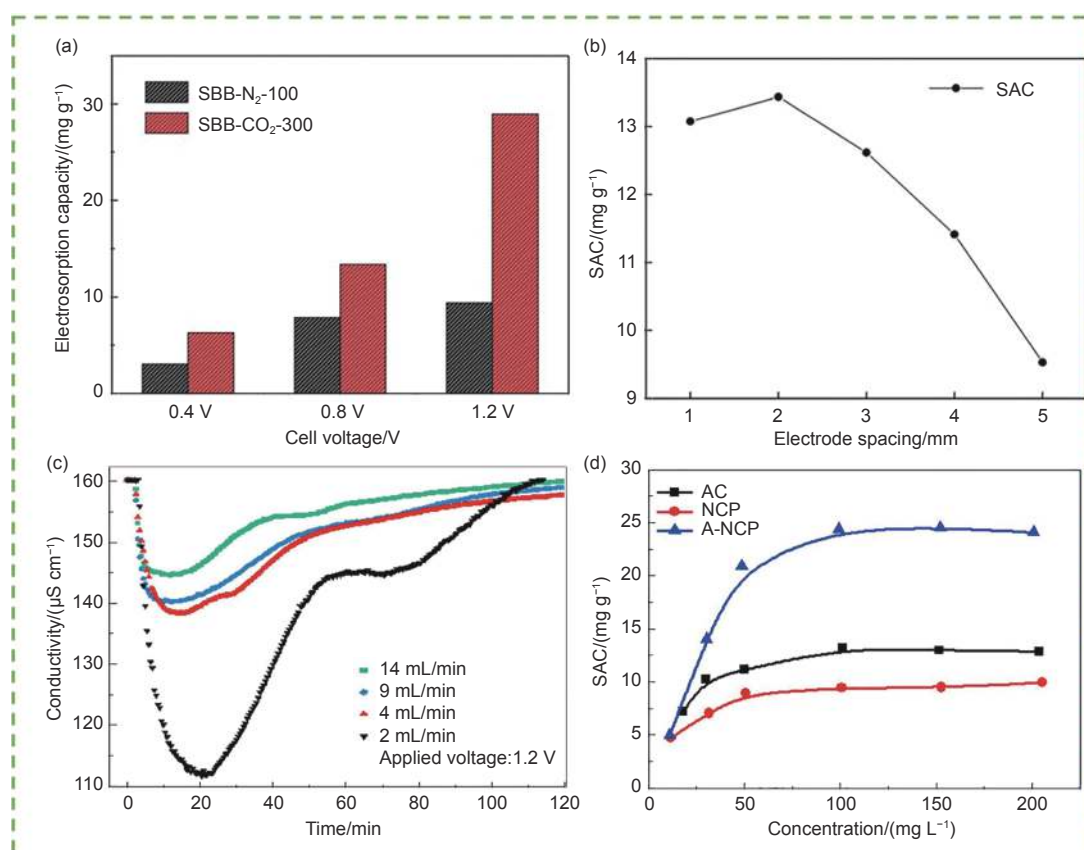 (a)
30
20
10
0
Electrosorption capacity/(mg g⁻¹)
SBB-N₂-100
SBB-CO₂-300
0.4 V 0.8 V 1.2 V
Cell voltage/V
(b)
14
13
12
11
10
9
SAC/(mg g⁻¹)
SAC
1 2 3 4 5
Electrode spacing/mm
(c)
160
150
140
130
120
110
Conductivity/(μS cm⁻¹)
14 mL/min
9 mL/min
4 mL/min
2 mL/min
Applied voltage:1.2 V
0 20 40 60 80 100 120
Time/min
(d)
30
25
20
15
10
5
0
SAC/(mg g⁻¹)
AC
NCP
A-NCP
0 50 100 150 200
Concentration/(mg L⁻¹)